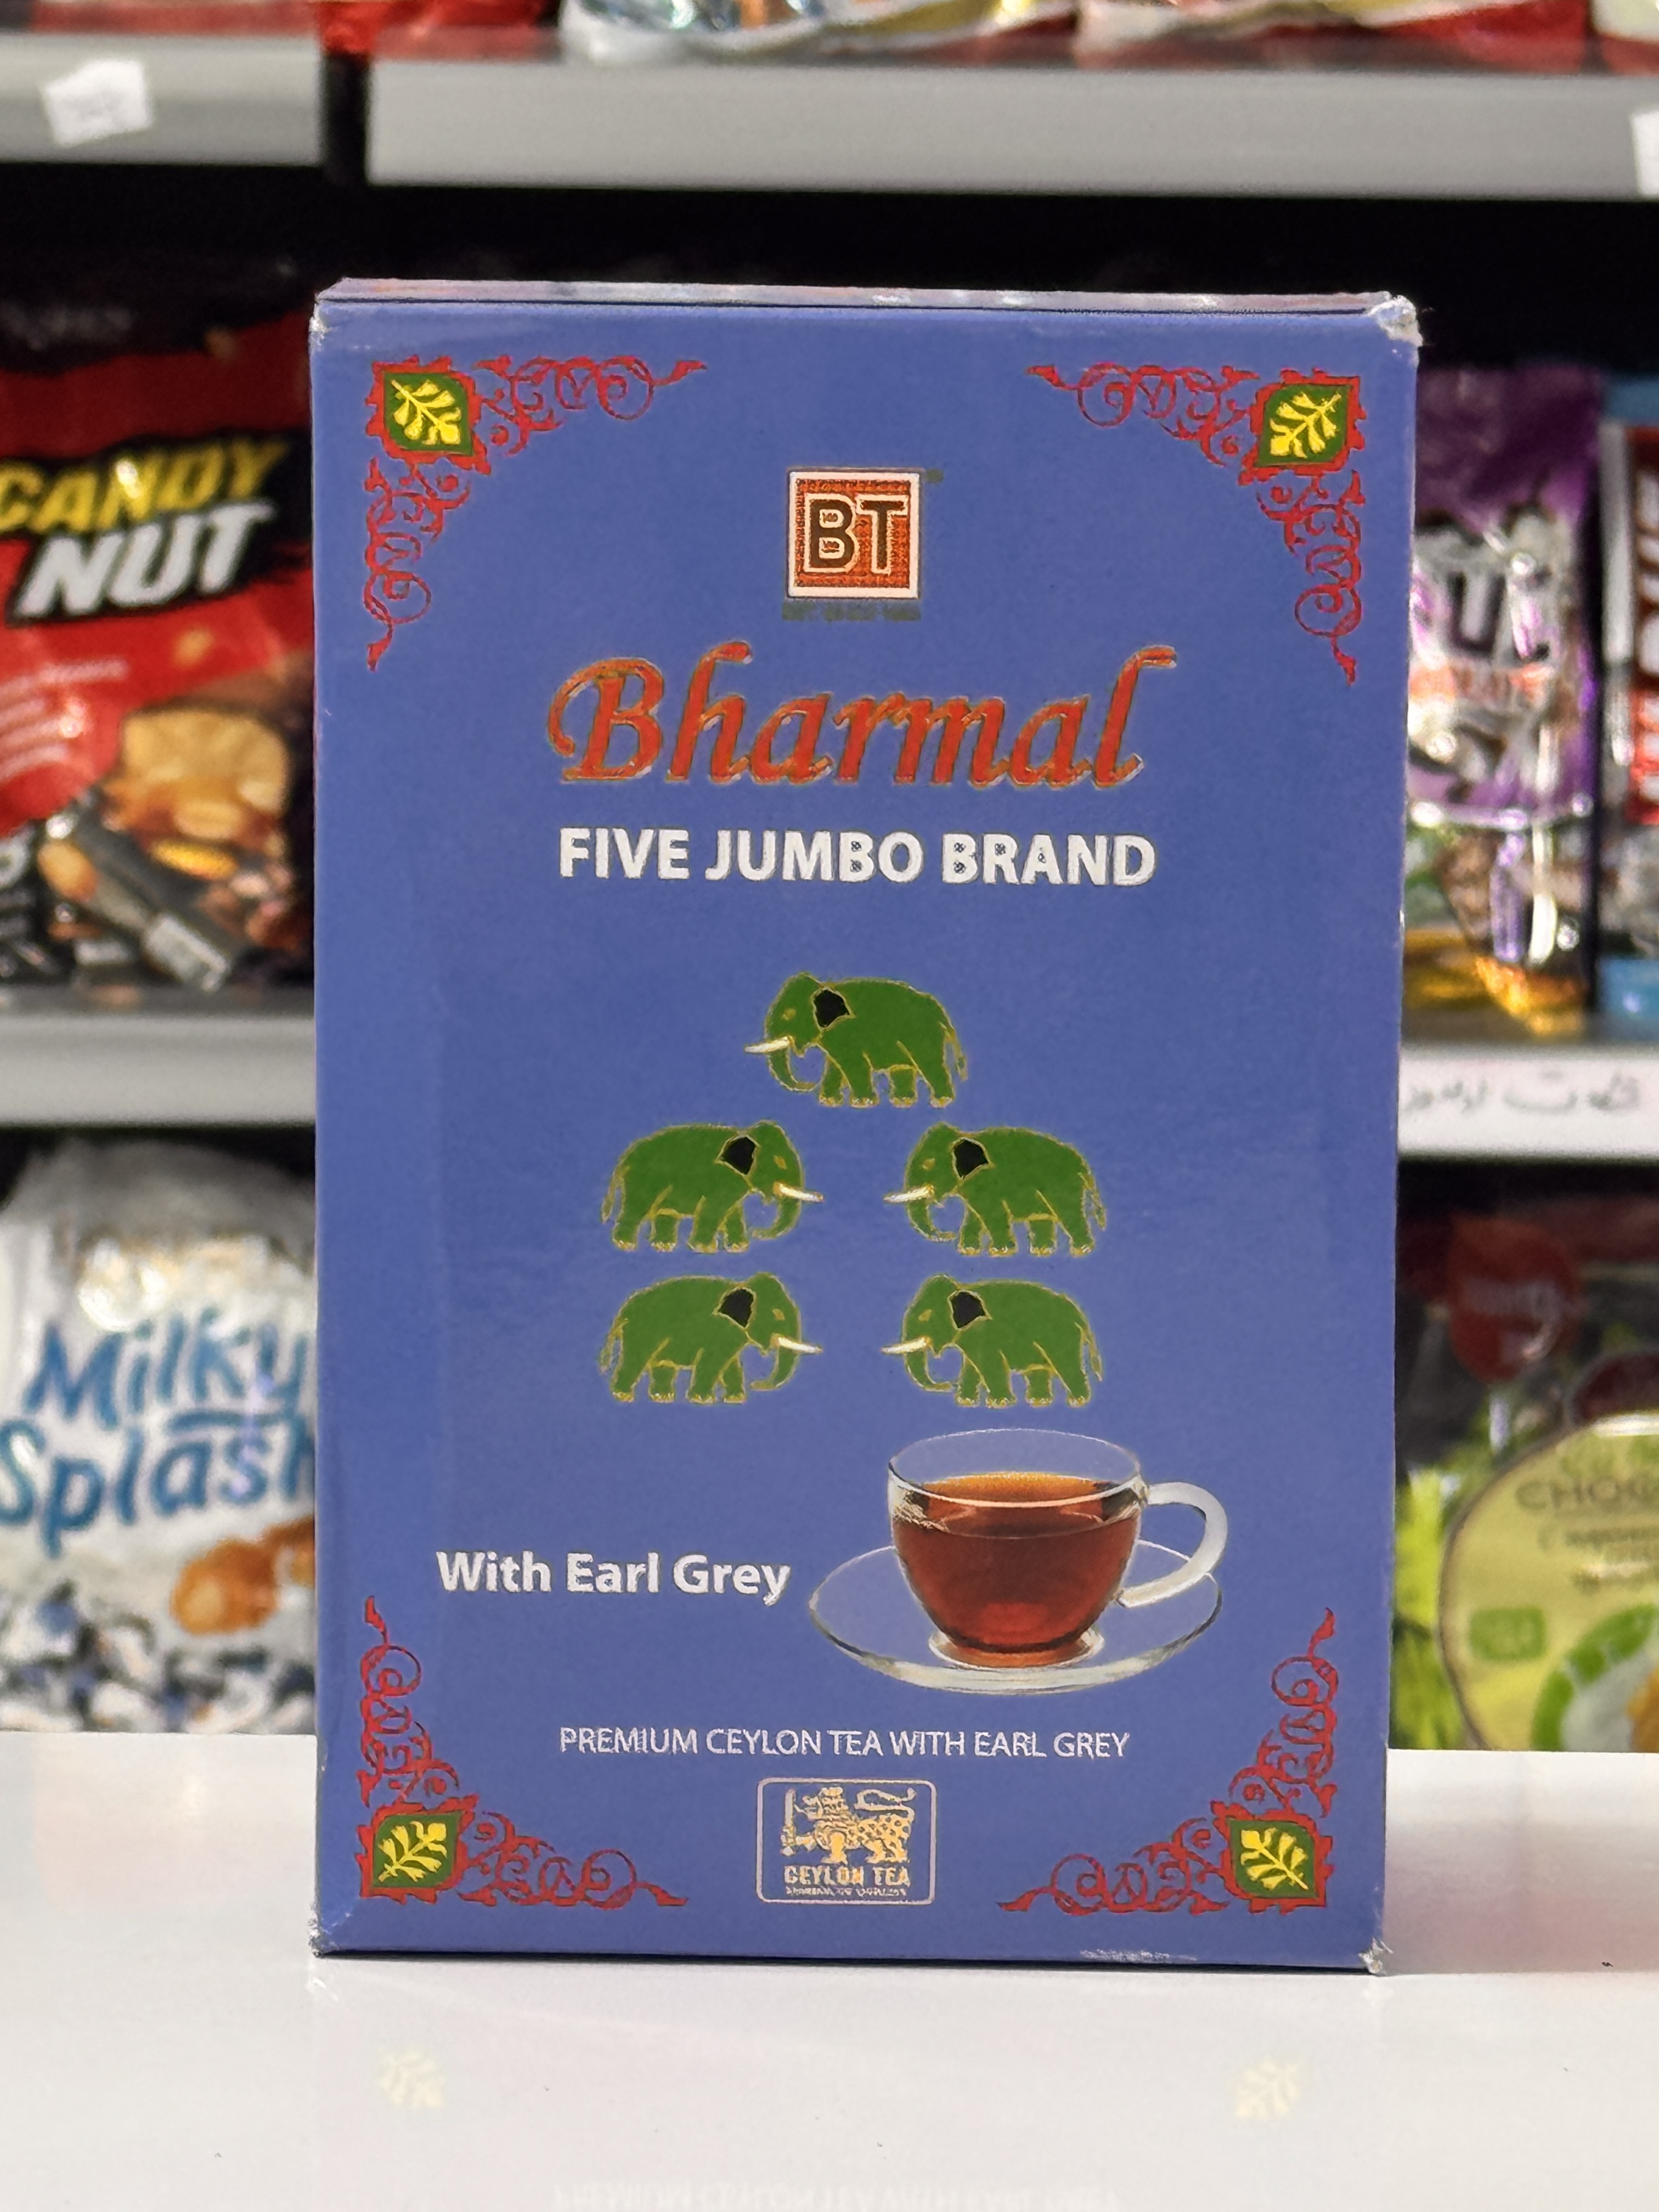 CANDY
NUT
BT
Bharmal
FIVE JUMBO BRAND
Milky
Splash
With Earl Grey
PREMIUM CEYLON TEA WITH EARL GREY
CEYLON TEA